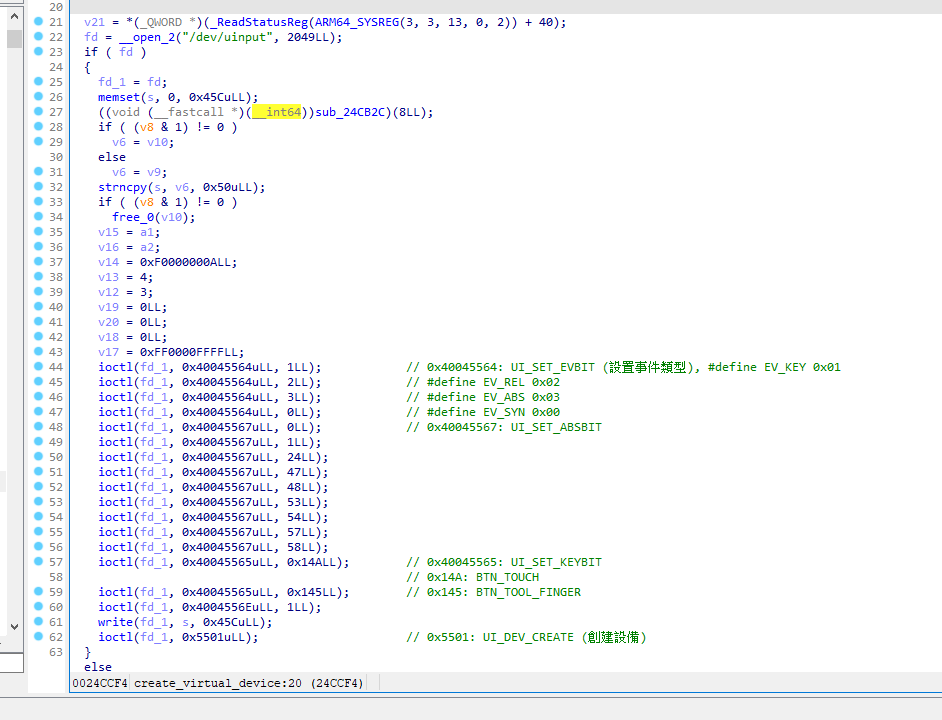 20
21 v21 = *(_QWORD *)(_ReadStatusReg(ARM64_SYSREG(3, 3, 13, 0, 2)) + 40);
22 fd = __open_2("/dev/uinput", 2049LL);
23 if ( fd )
24 {
25 fd_1 = fd;
26 memset(s, 0, 0x45CuLL);
27 ((void (__fastcall *)(__int64))sub_24CB2C)(8LL);
28 if ( (v8 & 1) != 0 )
29 v6 = v10;
30 else
31 v6 = v9;
32 strncpy(s, v6, 0x50uLL);
33 if ( (v8 & 1) != 0 )
34 free_0(v10);
35 v15 = a1;
36 v16 = a2;
37 v14 = 0xF0000000ALL;
38 v13 = 4;
39 v12 = 3;
40 v19 = 0LL;
41 v20 = 0LL;
42 v18 = 0LL;
43 v17 = 0xFF0000FFFFLL;
44 ioctl(fd_1, 0x40045564uLL, 1LL); // 0x40045564: UI_SET_EVBIT (設置事件類型), #define EV_KEY 0x01
45 ioctl(fd_1, 0x40045564uLL, 2LL); // #define EV_REL 0x02
46 ioctl(fd_1, 0x40045564uLL, 3LL); // #define EV_ABS 0x03
47 ioctl(fd_1, 0x40045564uLL, 0LL); // #define EV_SYN 0x00
48 ioctl(fd_1, 0x40045567uLL, 0LL); // 0x40045567: UI_SET_ABSBIT
49 ioctl(fd_1, 0x40045567uLL, 1LL);
50 ioctl(fd_1, 0x40045567uLL, 24LL);
51 ioctl(fd_1, 0x40045567uLL, 47LL);
52 ioctl(fd_1, 0x40045567uLL, 48LL);
53 ioctl(fd_1, 0x40045567uLL, 53LL);
54 ioctl(fd_1, 0x40045567uLL, 54LL);
55 ioctl(fd_1, 0x40045567uLL, 57LL);
56 ioctl(fd_1, 0x40045567uLL, 58LL);
57 ioctl(fd_1, 0x40045565uLL, 0x14ALL); // 0x40045565: UI_SET_KEYBIT
58 // 0x14A: BTN_TOUCH
59 ioctl(fd_1, 0x40045565uLL, 0x145LL); // 0x145: BTN_TOOL_FINGER
60 ioctl(fd_1, 0x4004556EuLL, 1LL);
61 write(fd_1, s, 0x45CuLL);
62 ioctl(fd_1, 0x5501uLL); // 0x5501: UI_DEV_CREATE (創建設備)
63 }
else
0024CCF4 create_virtual_device:20 (24CCF4)